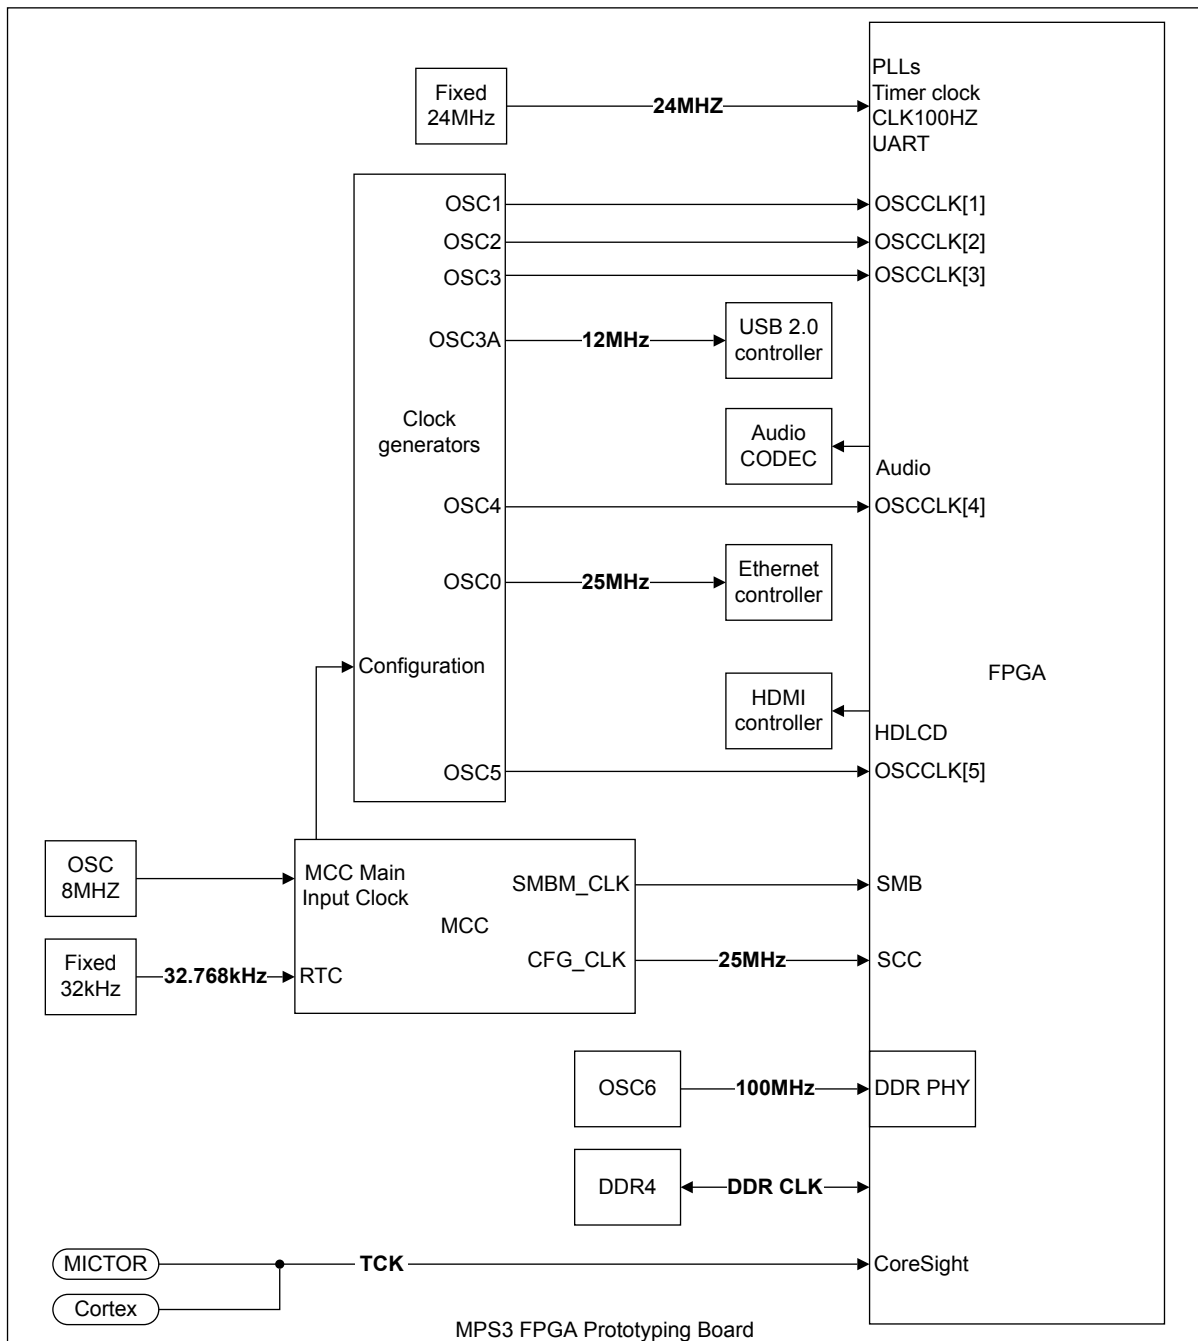 Fixed
24MHz
24MHZ
PLLs
Timer clock
CLK100HZ
UART
OSC1
OSCCLK[1]
OSC2
OSCCLK[2]
OSC3
OSCCLK[3]
OSC3A
12MHz
USB 2.0
controller
Clock
generators
Audio
CODEC
Audio
OSC4
OSCCLK[4]
OSC0
25MHz
Ethernet
controller
Configuration
FPGA
HDMI
controller
HDLCD
OSC5
OSCCLK[5]
OSC
8MHZ
MCC Main
Input Clock
SMBM_CLK
SMB
MCC
Fixed
32kHz
32.768kHz
RTC
CFG_CLK
25MHz
SCC
OSC6
100MHz
DDR PHY
DDR4
DDR CLK
MICTOR
TCK
CoreSight
Cortex
MPS3 FPGA Prototyping Board